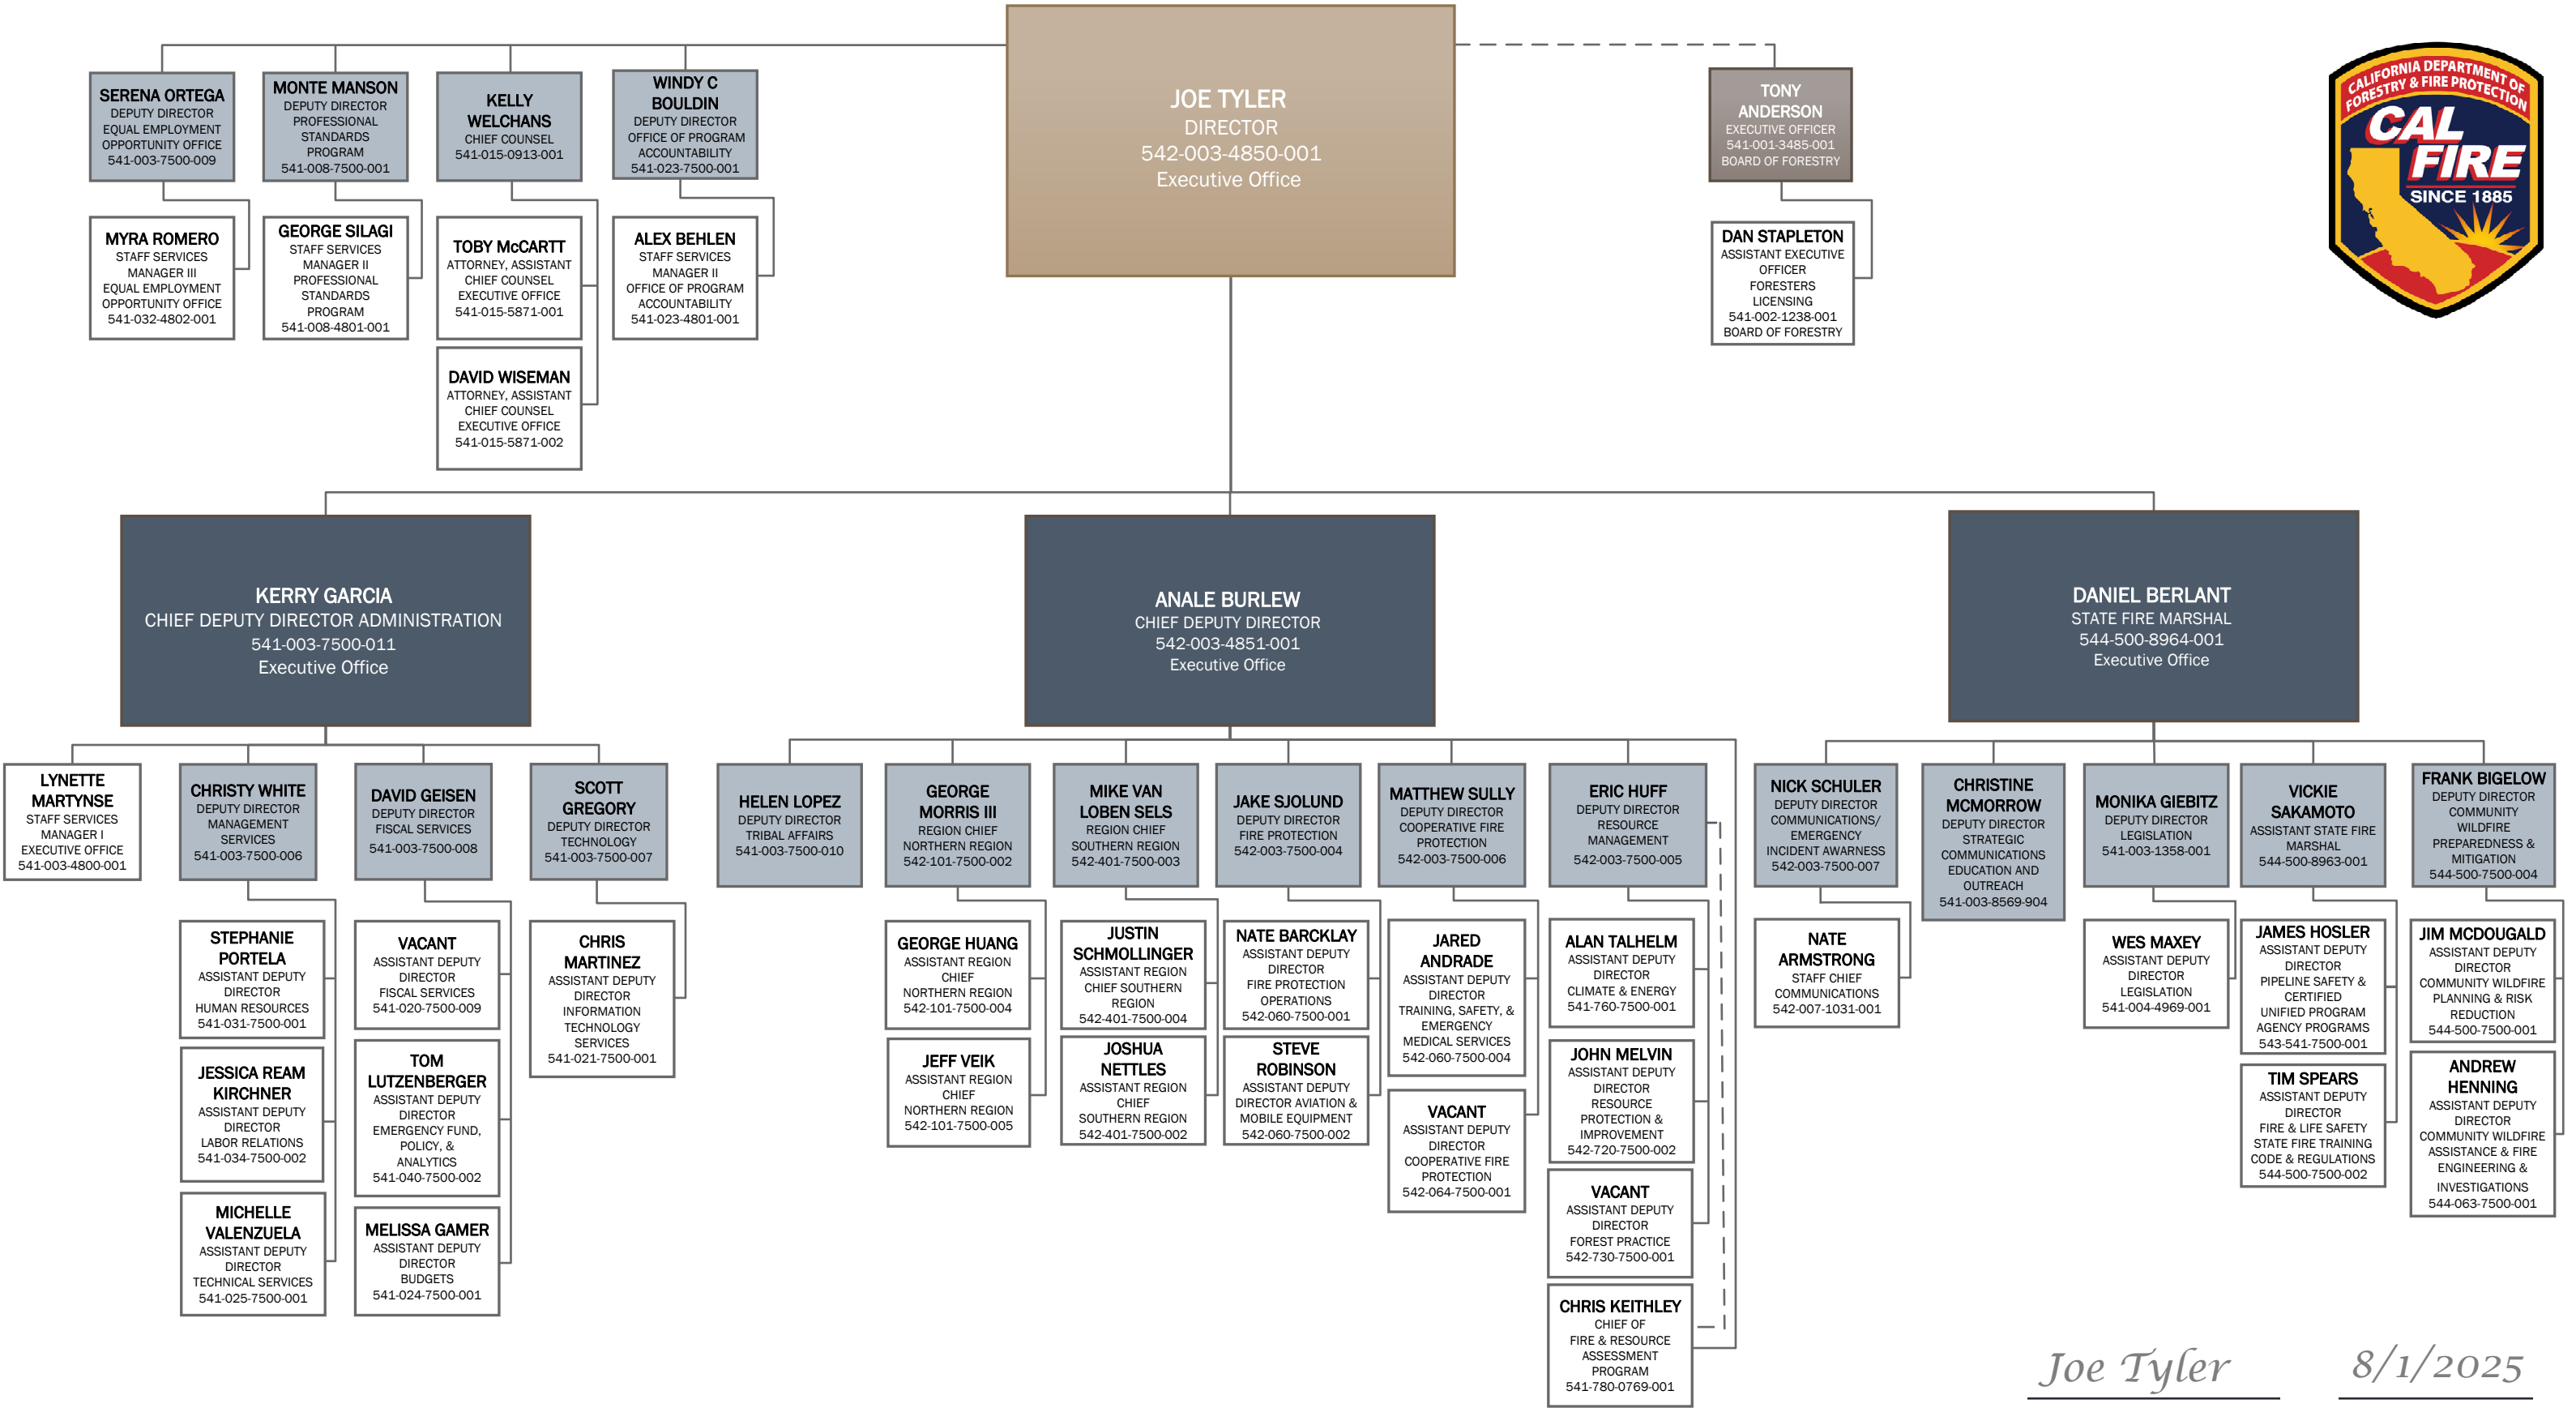 JOE TYLER
DIRECTOR
542-003-4850-001
Executive Office
SERENA ORTEGA
DEPUTY DIRECTOR
EQUAL EMPLOYMENT
OPPORTUNITY OFFICE
541-003-7500-009
MONTE MANSON
DEPUTY DIRECTOR
PROFESSIONAL
STANDARDS
PROGRAM
541-008-7500-001
KELLY
WELCHANS
CHIEF COUNSEL
541-015-0913-001
WINDY C
BOULDIN
DEPUTY DIRECTOR
OFFICE OF PROGRAM
ACCOUNTABILITY
541-023-7500-001
TONY
ANDERSON
EXECUTIVE OFFICER
541-001-3485-001
BOARD OF FORESTRY
CALIFORNIA DEPARTMENT OF
FORESTRY & FIRE PROTECTION
CAL
FIRE
SINCE 1885
MYRA ROMERO
STAFF SERVICES
MANAGER III
EQUAL EMPLOYMENT
OPPORTUNITY OFFICE
541-032-4802-001
GEORGE SILAGI
STAFF SERVICES
MANAGER II
PROFESSIONAL
STANDARDS
PROGRAM
541-008-4801-001
TOBY McCARTT
ATTORNEY, ASSISTANT
CHIEF COUNSEL
EXECUTIVE OFFICE
541-015-5871-001
DAVID WISEMAN
ATTORNEY, ASSISTANT
CHIEF COUNSEL
EXECUTIVE OFFICE
541-015-5871-002
ALEX BEHLEN
STAFF SERVICES
MANAGER II
OFFICE OF PROGRAM
ACCOUNTABILITY
541-023-4801-001
DAN STAPLETON
ASSISTANT EXECUTIVE
OFFICER
FORESTERS
LICENSING
541-002-1238-001
BOARD OF FORESTRY
KERRY GARCIA
CHIEF DEPUTY DIRECTOR ADMINISTRATION
541-003-7500-011
Executive Office
ANALE BURLEW
CHIEF DEPUTY DIRECTOR
542-003-4851-001
Executive Office
DANIEL BERLANT
STATE FIRE MARSHAL
544-500-8964-001
Executive Office
LYNETTE
MARTYNSE
STAFF SERVICES
MANAGER I
EXECUTIVE OFFICE
541-003-4800-001
CHRISTY WHITE
DEPUTY DIRECTOR
MANAGEMENT
SERVICES
541-003-7500-006
DAVID GEISEN
DEPUTY DIRECTOR
FISCAL SERVICES
541-003-7500-008
SCOTT
GREGORY
DEPUTY DIRECTOR
TECHNOLOGY
541-003-7500-007
HELEN LOPEZ
DEPUTY DIRECTOR
TRIBAL AFFAIRS
541-003-7500-010
GEORGE
MORRIS III
REGION CHIEF
NORTHERN REGION
542-101-7500-002
MIKE VAN
LOBEN SELS
REGION CHIEF
SOUTHERN REGION
542-401-7500-003
JAKE SJOLUND
DEPUTY DIRECTOR
FIRE PROTECTION
542-003-7500-004
MATTHEW SULLY
DEPUTY DIRECTOR
COOPERATIVE FIRE
PROTECTION
542-003-7500-006
ERIC HUFF
DEPUTY DIRECTOR
RESOURCE
MANAGEMENT
542-003-7500-005
NICK SCHULER
DEPUTY DIRECTOR
COMMUNICATIONS/
EMERGENCY
INCIDENT AWARNESS
542-003-7500-007
CHRISTINE
MCMORROW
DEPUTY DIRECTOR
STRATEGIC
COMMUNICATIONS
EDUCATION AND
OUTREACH
541-003-8569-904
MONIKA GIEBITZ
DEPUTY DIRECTOR
LEGISLATION
541-003-1358-001
VICKIE
SAKAMOTO
ASSISTANT STATE FIRE
MARSHAL
544-500-8963-001
FRANK BIGELOW
DEPUTY DIRECTOR
COMMUNITY
WILDFIRE
PREPAREDNESS &
MITIGATION
544-500-7500-004
STEPHANIE
PORTELA
ASSISTANT DEPUTY
DIRECTOR
HUMAN RESOURCES
541-031-7500-001
JESSICA REAM
KIRCHNER
ASSISTANT DEPUTY
DIRECTOR
LABOR RELATIONS
541-034-7500-002
MICHELLE
VALENZUELA
ASSISTANT DEPUTY
DIRECTOR
TECHNICAL SERVICES
541-025-7500-001
VACANT
ASSISTANT DEPUTY
DIRECTOR
FISCAL SERVICES
541-020-7500-009
TOM
LUTZENBERGER
ASSISTANT DEPUTY
DIRECTOR
EMERGENCY FUND,
POLICY, &
ANALYTICS
541-040-7500-002
MELISSA GAMER
ASSISTANT DEPUTY
DIRECTOR
BUDGETS
541-024-7500-001
CHRIS
MARTINEZ
ASSISTANT DEPUTY
DIRECTOR
INFORMATION
TECHNOLOGY
SERVICES
541-021-7500-001
GEORGE HUANG
ASSISTANT REGION
CHIEF
NORTHERN REGION
542-101-7500-004
JEFF VEIK
ASSISTANT REGION
CHIEF
NORTHERN REGION
542-101-7500-005
JUSTIN
SCHMOLLINGER
ASSISTANT REGION
CHIEF SOUTHERN
REGION
542-401-7500-004
JOSHUA
NETTLES
ASSISTANT REGION
CHIEF
SOUTHERN REGION
542-401-7500-002
NATE BARCKLAY
ASSISTANT DEPUTY
DIRECTOR
FIRE PROTECTION
OPERATIONS
542-060-7500-001
STEVE
ROBINSON
ASSISTANT DEPUTY
DIRECTOR AVIATION &
MOBILE EQUIPMENT
542-060-7500-002
JARED
ANDRADE
ASSISTANT DEPUTY
DIRECTOR
TRAINING, SAFETY, &
EMERGENCY
MEDICAL SERVICES
542-060-7500-004
VACANT
ASSISTANT DEPUTY
DIRECTOR
COOPERATIVE FIRE
PROTECTION
542-064-7500-001
ALAN TALHELM
ASSISTANT DEPUTY
DIRECTOR
CLIMATE & ENERGY
541-760-7500-001
JOHN MELVIN
ASSISTANT DEPUTY
DIRECTOR
RESOURCE
PROTECTION &
IMPROVEMENT
542-720-7500-002
VACANT
ASSISTANT DEPUTY
DIRECTOR
FOREST PRACTICE
542-730-7500-001
CHRIS KEITHLEY
CHIEF OF
FIRE & RESOURCE
ASSESSMENT
PROGRAM
541-780-0769-001
NATE
ARMSTRONG
STAFF CHIEF
COMMUNICATIONS
542-007-1031-001
WES MAXEY
ASSISTANT DEPUTY
DIRECTOR
LEGISLATION
541-004-4969-001
JAMES HOSLER
ASSISTANT DEPUTY
DIRECTOR
PIPELINE SAFETY &
CERTIFIED
UNIFIED PROGRAM
AGENCY PROGRAMS
543-541-7500-001
TIM SPEARS
ASSISTANT DEPUTY
DIRECTOR
FIRE & LIFE SAFETY
STATE FIRE TRAINING
CODE & REGULATIONS
544-500-7500-002
JIM MCDOUGALD
ASSISTANT DEPUTY
DIRECTOR
COMMUNITY WILDFIRE
PLANNING & RISK
REDUCTION
544-500-7500-001
ANDREW
HENNING
ASSISTANT DEPUTY
DIRECTOR
COMMUNITY WILDFIRE
ASSISTANCE & FIRE
ENGINEERING &
INVESTIGATIONS
544-063-7500-001
Joe Tyler
8/1/2025